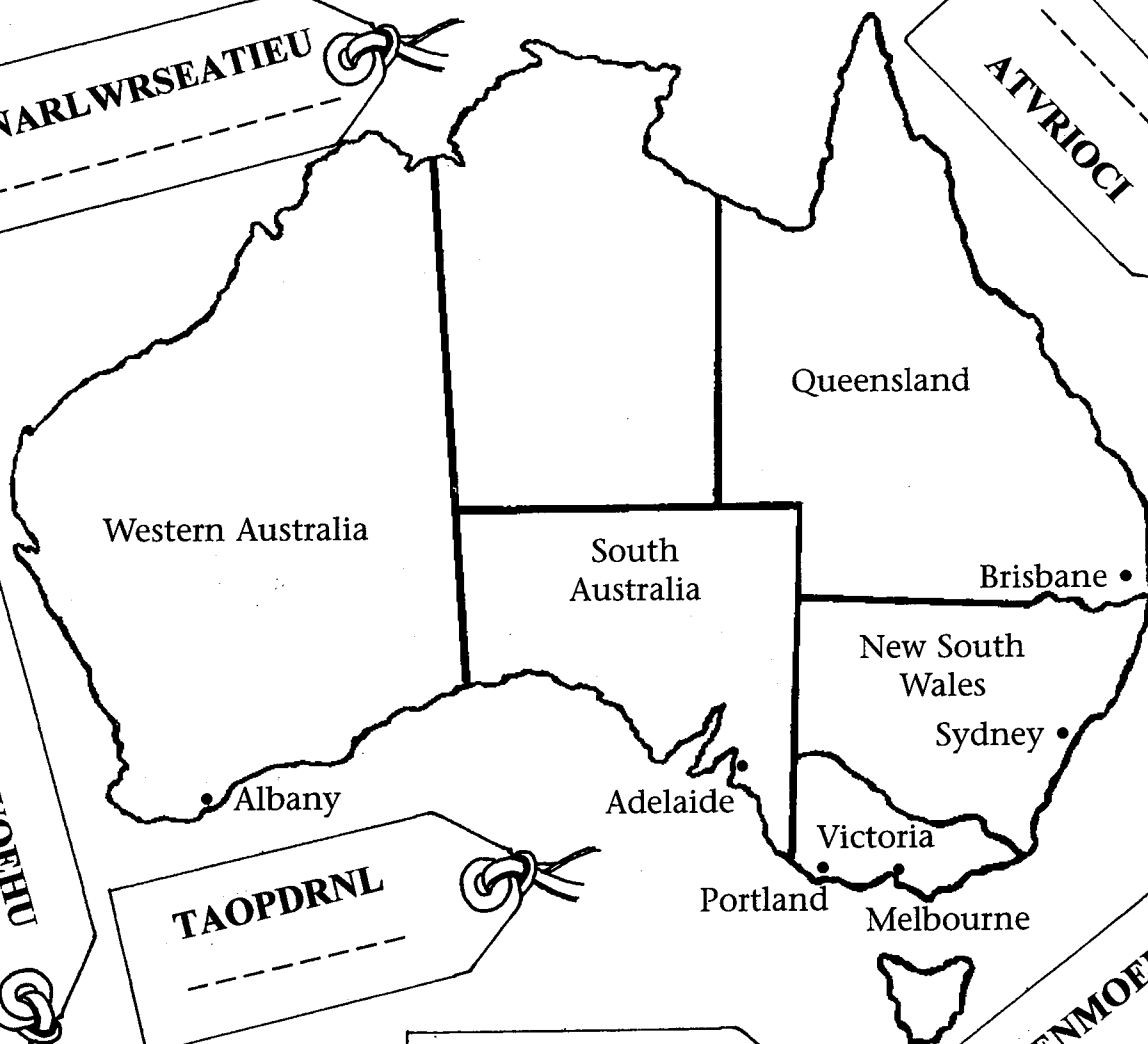 NARLWRSEATIEU
ATVRIOCI
Queensland
Western Australia
South
Australia
Brisbane
New South
Wales
Sydney
Albany
Adelaide
Victoria
Portland
Melbourne
TAOPDRNL